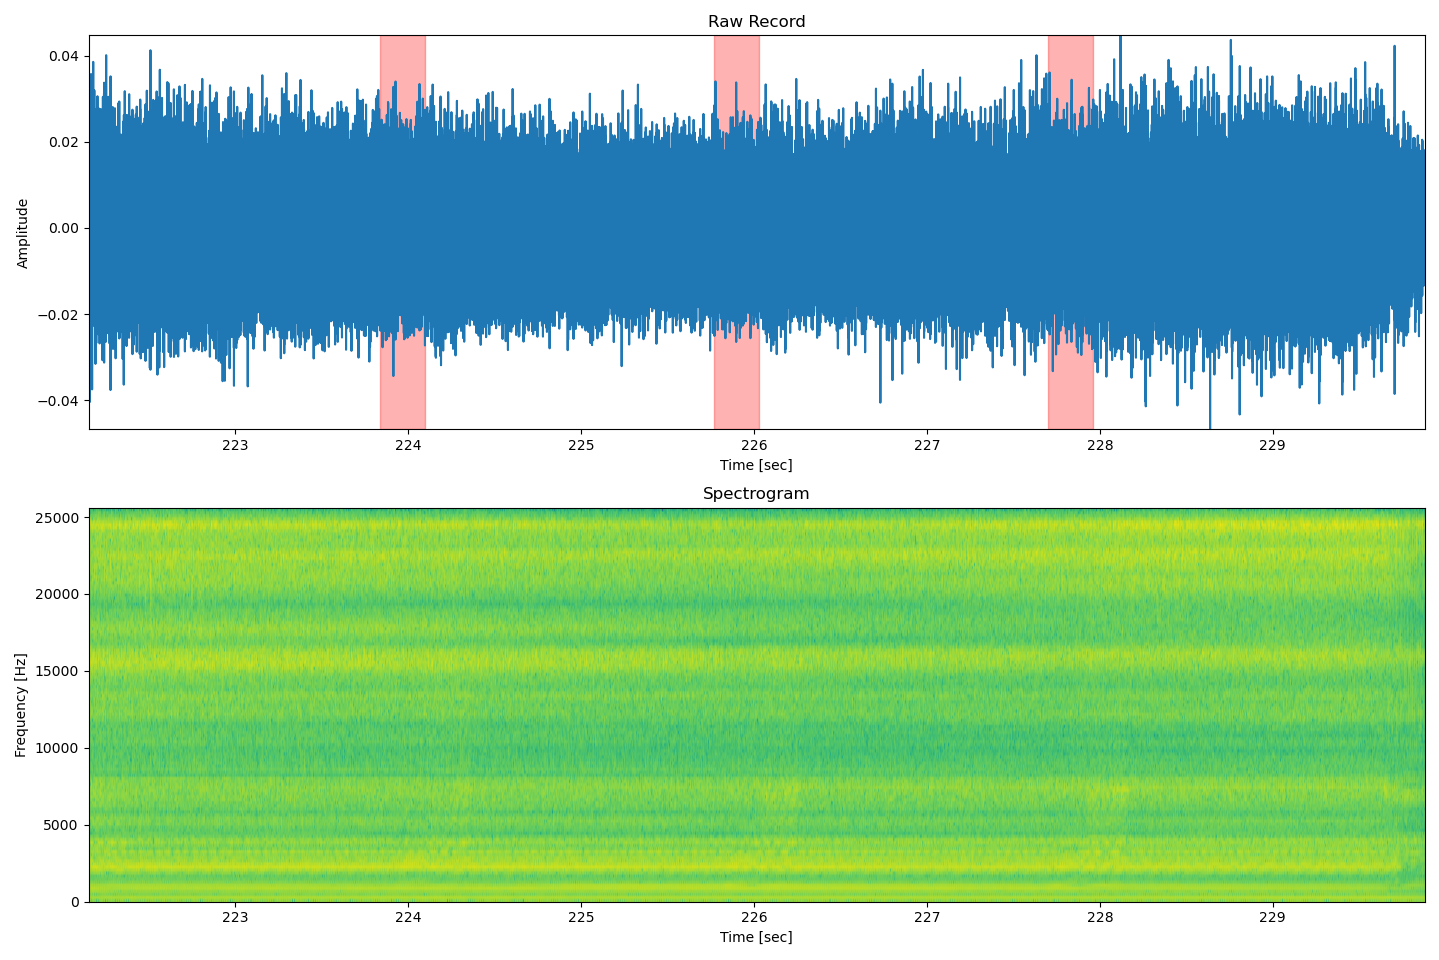 Raw Record
0.04
0.02
0.00
−0.02
−0.04
Amplitude
223 224 225 226 227 228 229
Time [sec]
Spectrogram
25000
20000
15000
10000
5000
0
Frequency [Hz]
223 224 225 226 227 228 229
Time [sec]